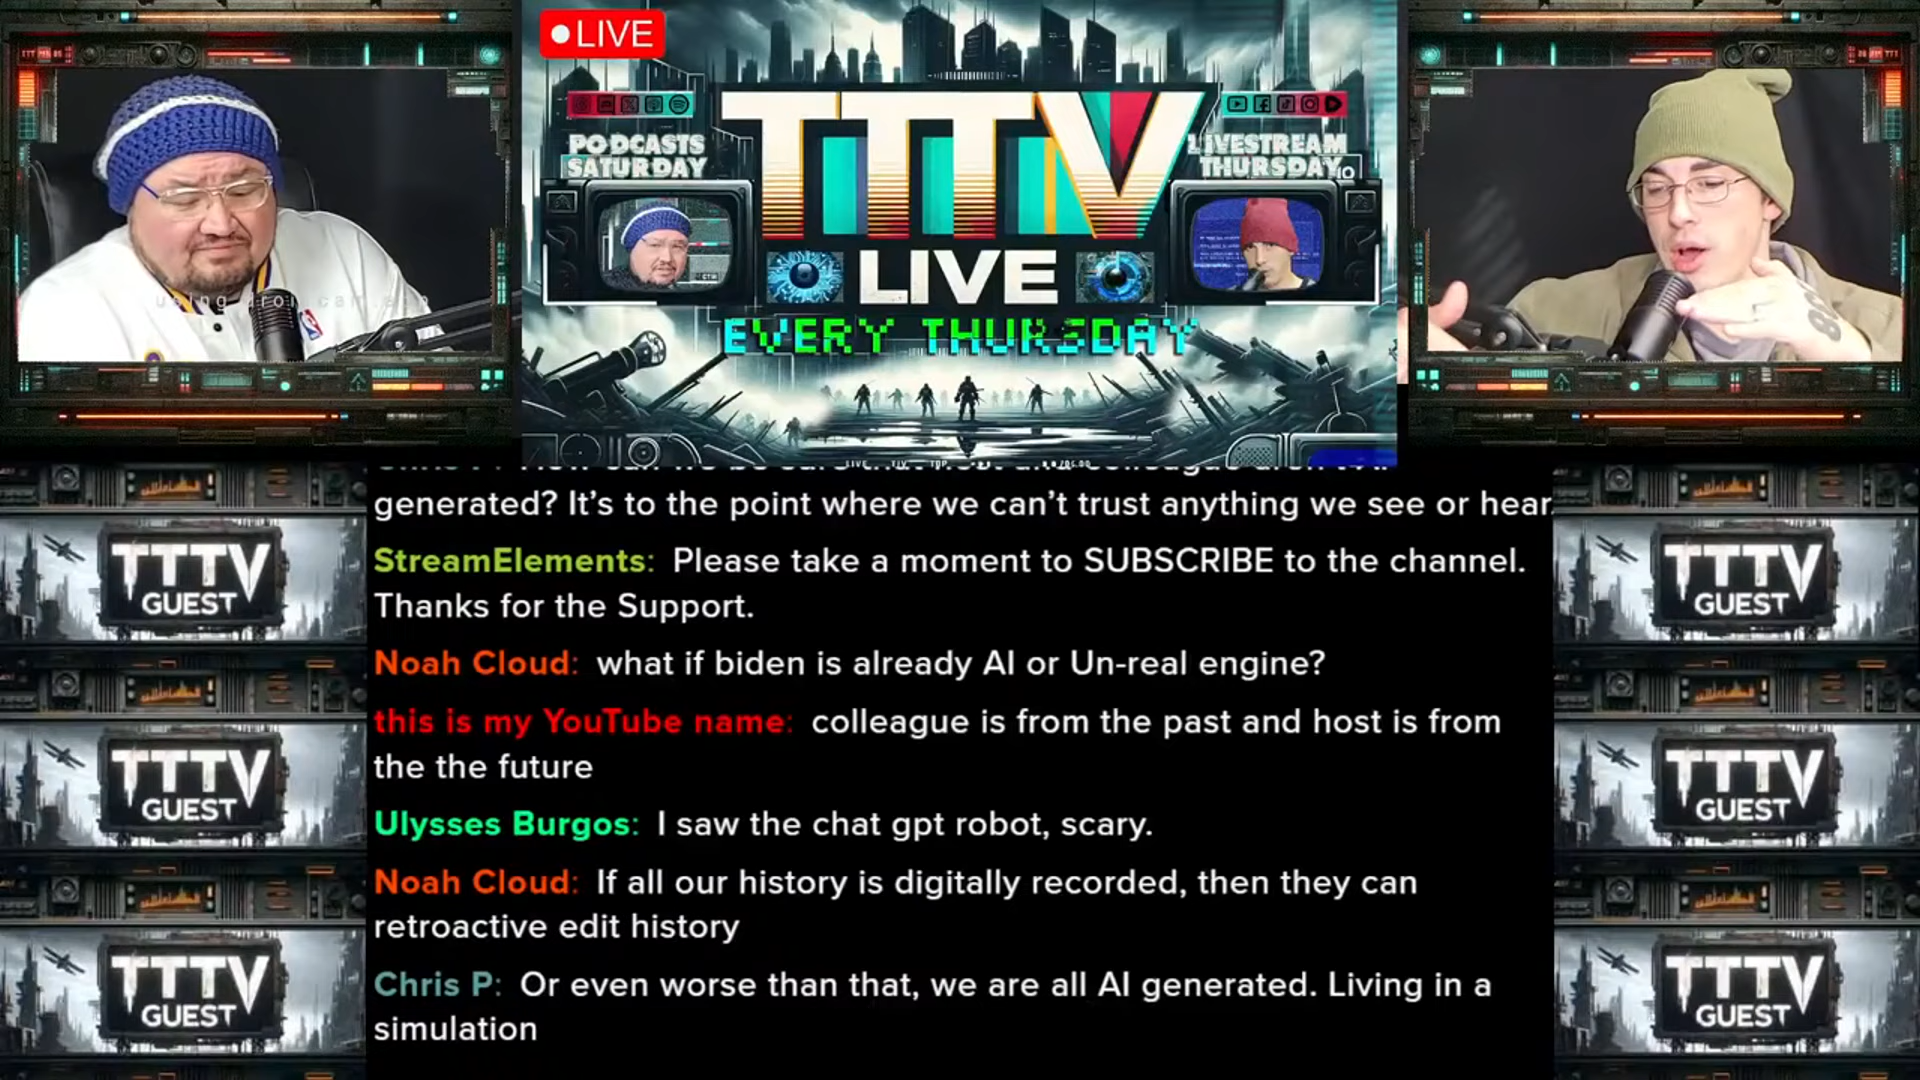 LIVE
PODCASTS
SATURDAY
TTTV
LIVESTREAM
THURSDAY
LIVE
EVERY THURSDAY
using droi cam
generated? It’s to the point where we can’t trust anything we see or hear.
StreamElements: Please take a moment to SUBSCRIBE to the channel.
Thanks for the Support.
Noah Cloud: what if biden is already AI or Un-real engine?
this is my YouTube name: colleague is from the past and host is from
the the future
Ulysses Burgos: I saw the chat gpt robot, scary.
Noah Cloud: If all our history is digitally recorded, then they can
retroactive edit history
Chris P: Or even worse than that, we are all AI generated. Living in a
simulation
TTTV
GUEST
TTTV
GUEST
TTTV
GUEST
TTTV
GUEST
TTTV
GUEST
TTTV
GUEST